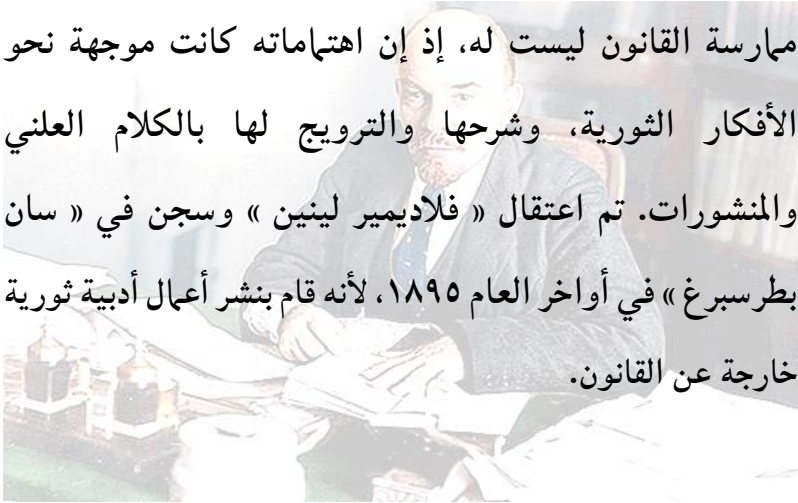 ممارسة القانون ليست له، إذ إن اهتماماته كانت موجهة نحو
الأفكار الثورية، وشرحها والترويج لها بالكلام العلني
والمنشورات. تم اعتقال « فلاديمير لينين » وسجن في « سان
بطرسبرغ » في أواخر العام ١٨٩٥، لأنه قام بنشر أعمال أدبية ثورية
خارجة عن القانون.